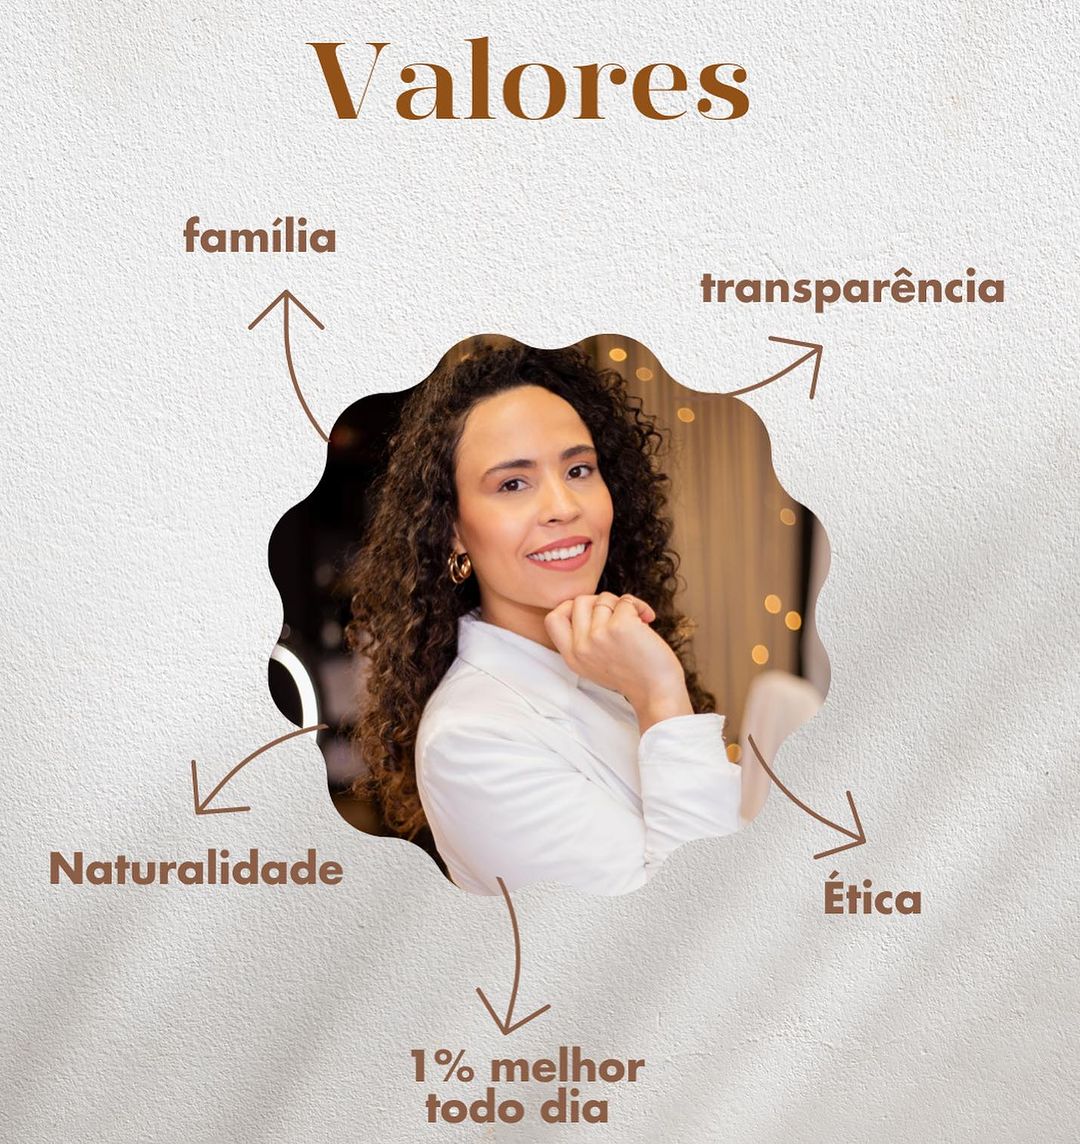 Valores
família
transparência
Naturalidade
Ética
1% melhor
todo dia